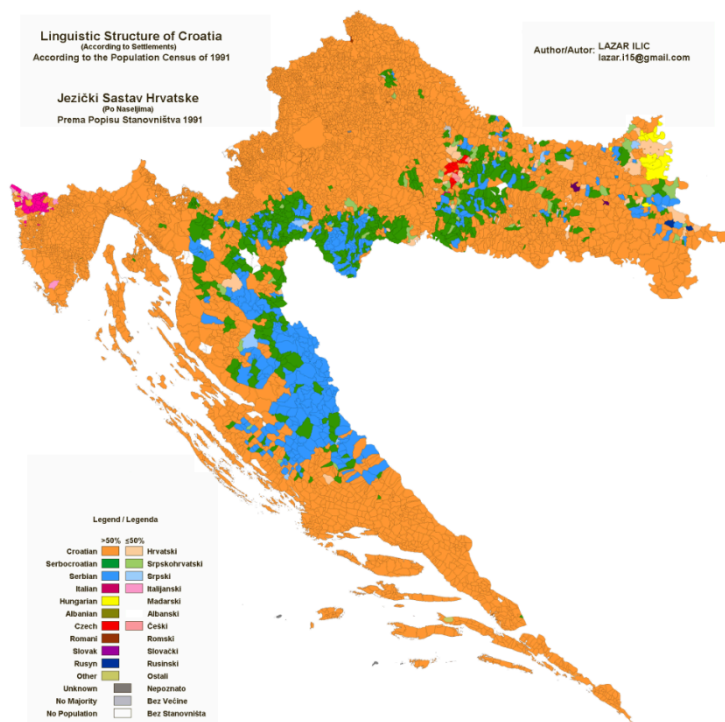 Linguistic Structure of Croatia
(According to Settlements)
According to the Population Census of 1991
Jezički Sastav Hrvatske
(Po Naseljima)
Prema Popisu Stanovništva 1991
Author/Autor: LAZAR ILIC
lazar.i15@gmail.com
Legend / Legenda
>50% ≤50%
Croatian Hrvatski
Serbocroatian Srpskohrvatski
Serbian Srpski
Italian Italijanski
Hungarian Mađarski
Albanian Albanski
Czech Češki
Romani Romski
Slovak Slovački
Rusyn Rusinski
Other Ostali
Unknown Nepoznato
No Majority Bez Većine
No Population Bez Stanovništa